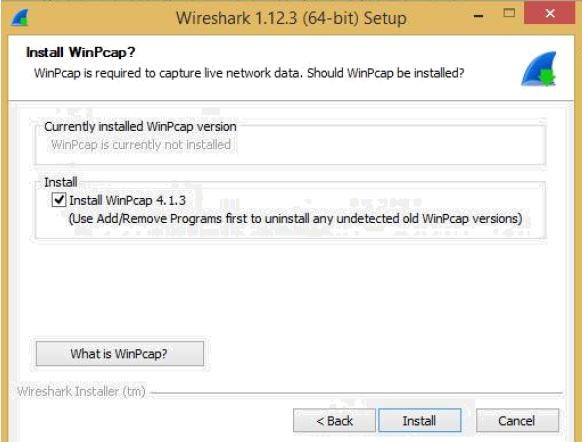 Wireshark 1.12.3 (64-bit) Setup
Install WinPcap?
WinPcap is required to capture live network data. Should WinPcap be installed?
Currently installed WinPcap version
WinPcap is currently not installed
Install
Install WinPcap 4.1.3
(Use Add/Remove Programs first to uninstall any undetected old WinPcap versions)
What is WinPcap?
Wireshark Installer (tm)
< Back
Install
Cancel